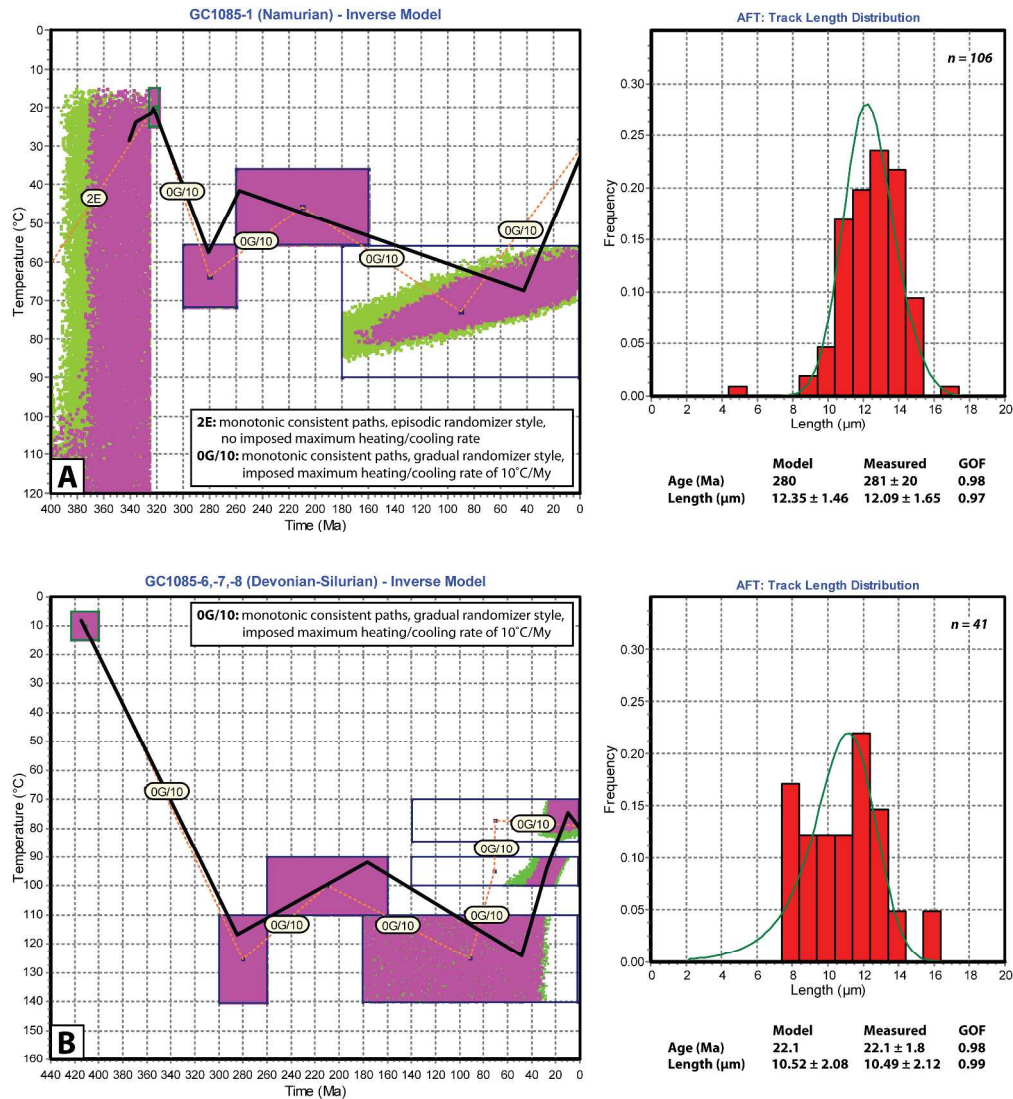 GC1085-1 (Namurian) - Inverse Model
0
10
20
30
40
50
60
70
80
90
100
110
120
Temperature (°C)
2E
0G/10
0G/10
0G/10
0G/10
2E: monotonic consistent paths, episodic randomizer style,
no imposed maximum heating/cooling rate
0G/10: monotonic consistent paths, gradual randomizer style,
imposed maximum heating/cooling rate of 10°C/My
A
400 380 360 340 320 300 280 260 240 220 200 180 160 140 120 100 80 60 40 20 0
Time (Ma)
AFT: Track Length Distribution
n = 106
0.30
0.25
0.20
0.15
0.10
0.05
0.00
Frequency
0 2 4 6 8 10 12 14 16 18 20
Length (µm)
Model Measured GOF
Age (Ma) 280 281 ± 20 0.98
Length (µm) 12.35 ± 1.46 12.09 ± 1.65 0.97
GC1085-6,-7,-8 (Devonian-Silurian) - Inverse Model
0
10
20
30
40
50
60
70
80
90
100
110
120
130
140
150
160
Temperature (°C)
0G/10: monotonic consistent paths, gradual randomizer style,
imposed maximum heating/cooling rate of 10°C/My
0G/10
0G/10
0G/10
0G/10
0G/10
0G/10
B
440 420 400 380 360 340 320 300 280 260 240 220 200 180 160 140 120 100 80 60 40 20 0
Time (Ma)
AFT: Track Length Distribution
n = 41
0.30
0.25
0.20
0.15
0.10
0.05
0.00
Frequency
0 2 4 6 8 10 12 14 16 18 20
Length (µm)
Model Measured GOF
Age (Ma) 22.1 22.1 ± 1.8 0.98
Length (µm) 10.52 ± 2.08 10.49 ± 2.12 0.99